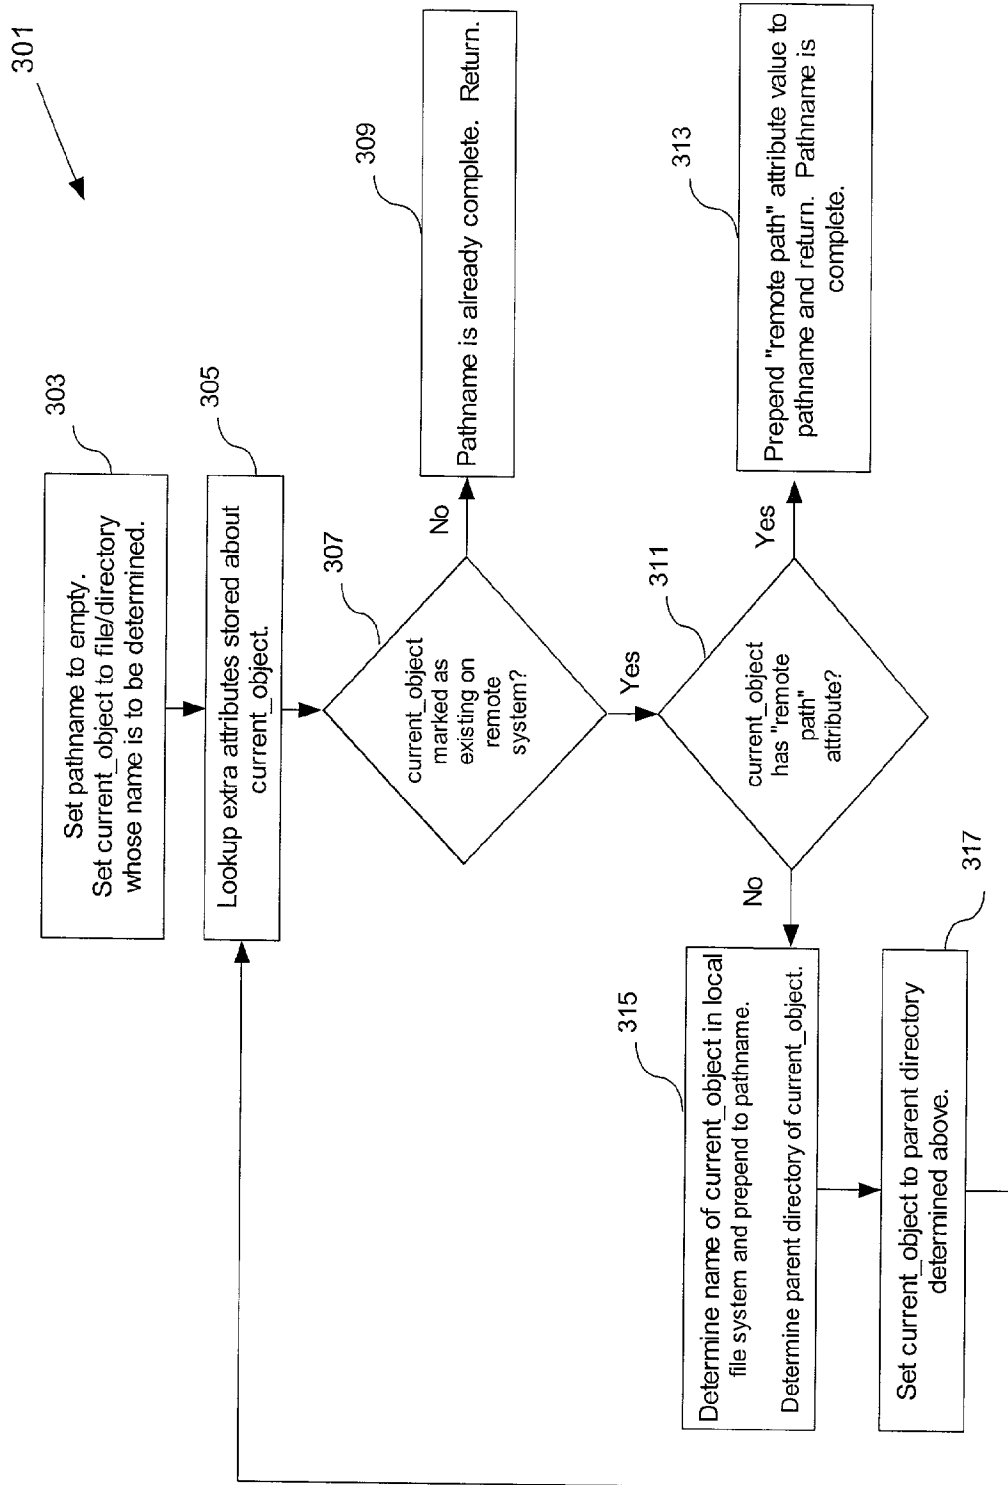 301
303
Set pathname to empty.
Set current_object to file/directory
whose name is to be determined.
305
Lookup extra attributes stored about
current_object.
307
current_object
marked as
existing on
remote
system?
No
309
Pathname is already complete. Return.
Yes
311
current_object
has "remote
path"
attribute?
Yes
313
Prepend "remote path" attribute value to
pathname and return. Pathname is
complete.
No
315
Determine name of current_object in local
file system and prepend to pathname.
Determine parent directory of current_object.
317
Set current_object to parent directory
determined above.